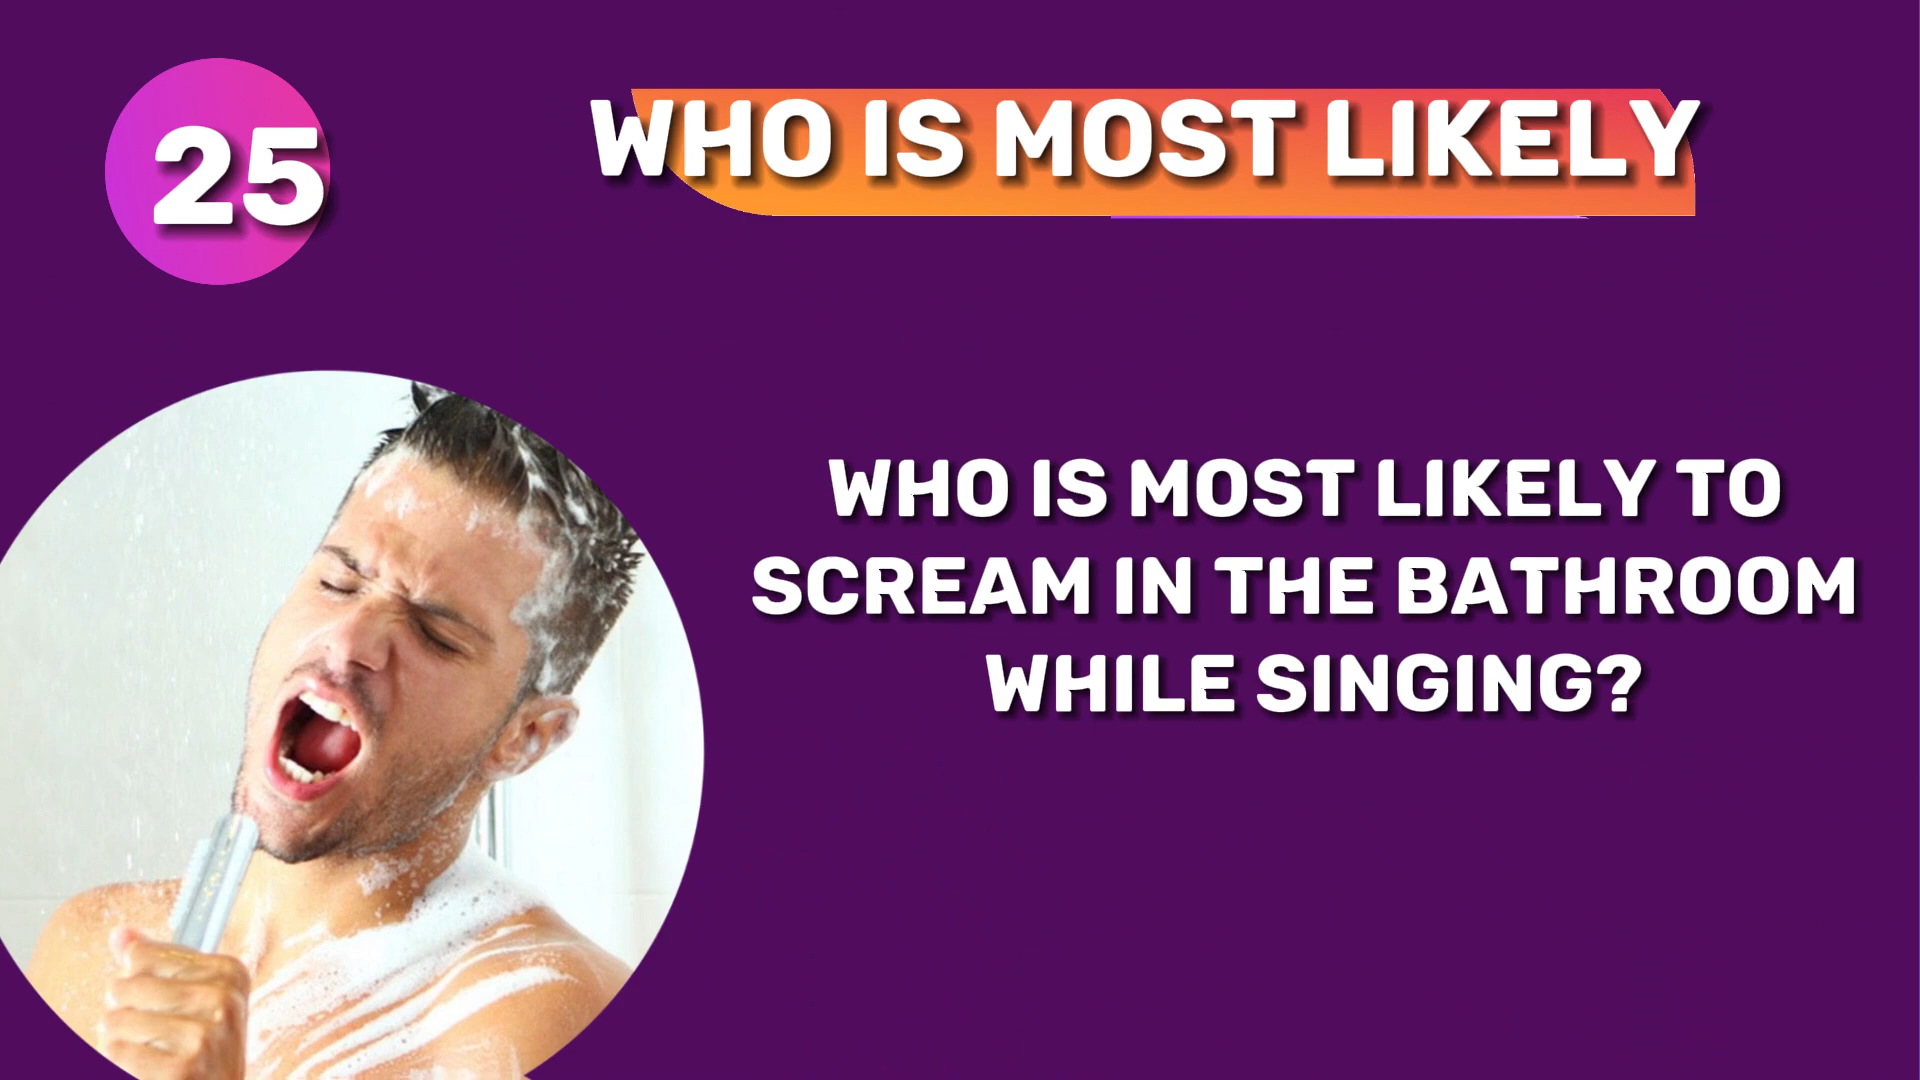 25
WHO IS MOST LIKELY
WHO IS MOST LIKELY TO
SCREAM IN THE BATHROOM
WHILE SINGING?